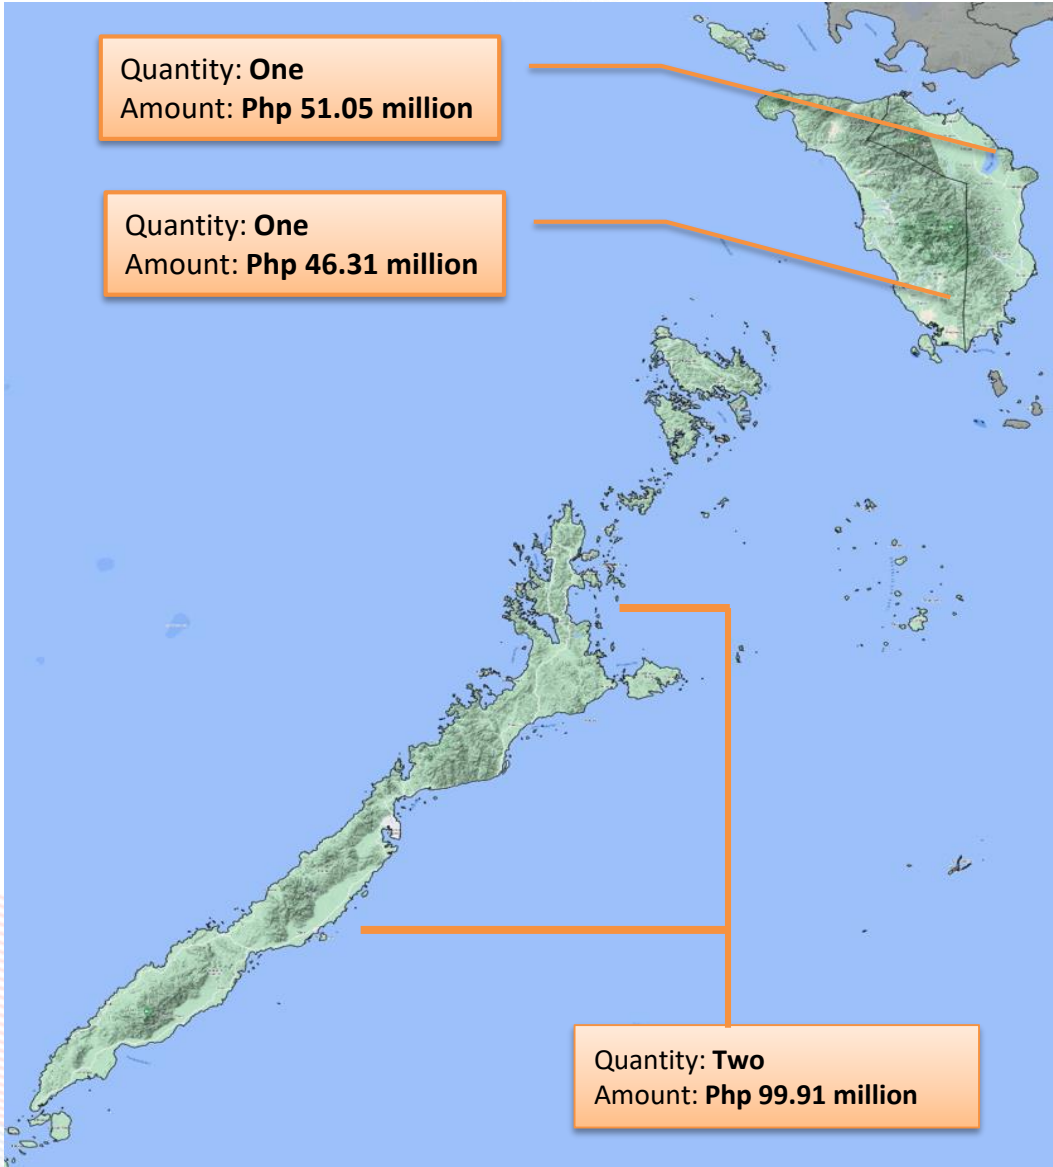 Quantity: One
Amount: Php 51.05 million
Quantity: One
Amount: Php 46.31 million
Quantity: Two
Amount: Php 99.91 million